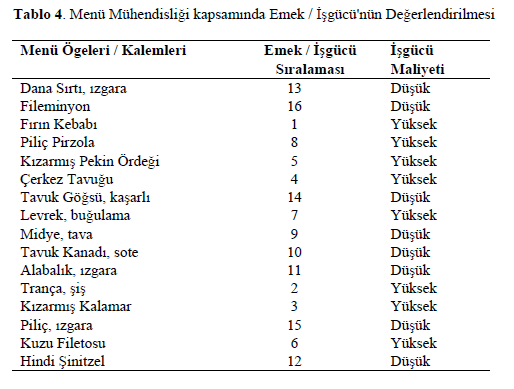 Tablo 4. Menü Mühendisliği kapsamında Emek / İşgücü'nün Değerlendirilmesi
Menü Ögeleri / Kalemleri Emek / İşgücü Sıralaması İşgücü Maliyeti
Dana Sırtı, ızgara 13 Düşük
Fileminyon 16 Düşük
Fırın Kebabı 1 Yüksek
Piliç Pirzola 8 Yüksek
Kızarmış Pekin Ördeği 5 Yüksek
Çerkez Tavuğu 4 Yüksek
Tavuk Göğsü, kaşarlı 14 Düşük
Levrek, buğulama 7 Yüksek
Midye, tava 9 Düşük
Tavuk Kanadı, sote 10 Düşük
Alabalık, ızgara 11 Düşük
Trança, şiş 2 Yüksek
Kızarmış Kalamar 3 Yüksek
Piliç, ızgara 15 Düşük
Kuzu Filetosu 6 Yüksek
Hindi Şinitzel 12 Düşük